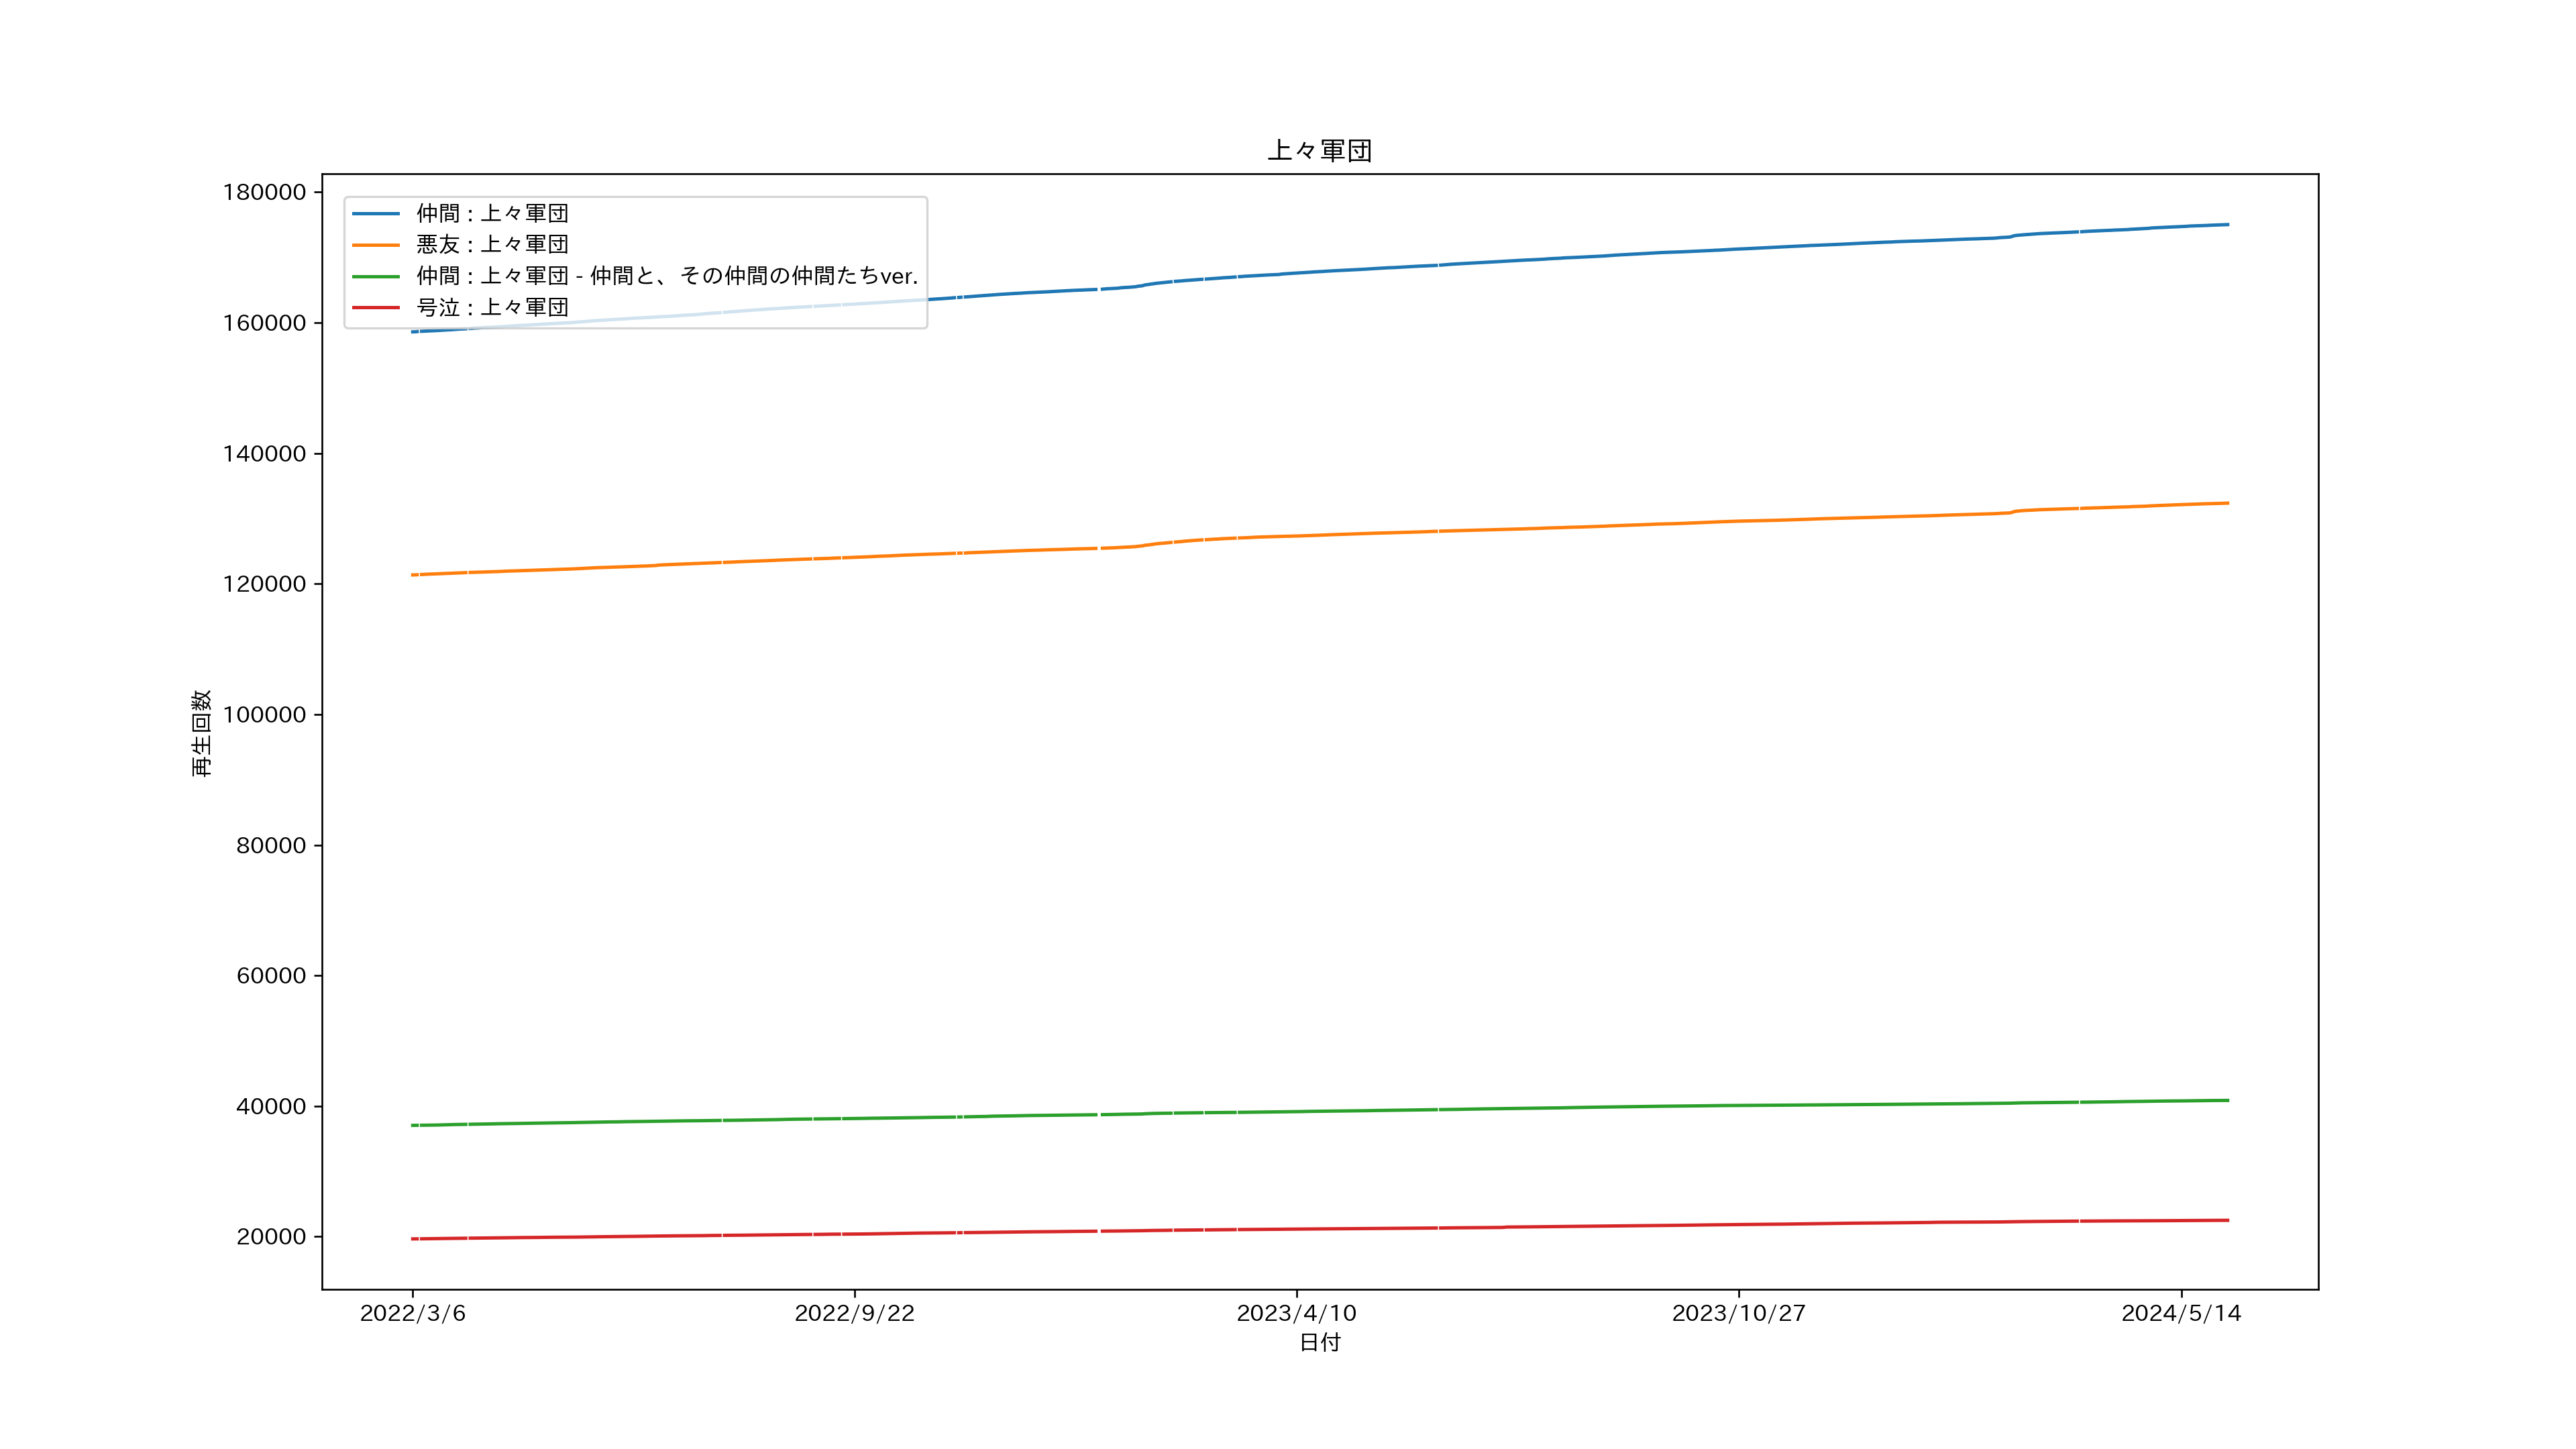 上々軍団
180000
160000
140000
120000
100000
80000
60000
40000
20000
再生回数
仲間 : 上々軍団
悪友 : 上々軍団
仲間 : 上々軍団 - 仲間と、その仲間の仲間たちver.
号泣 : 上々軍団
2022/3/6
2022/9/22
2023/4/10
2023/10/27
2024/5/14
日付